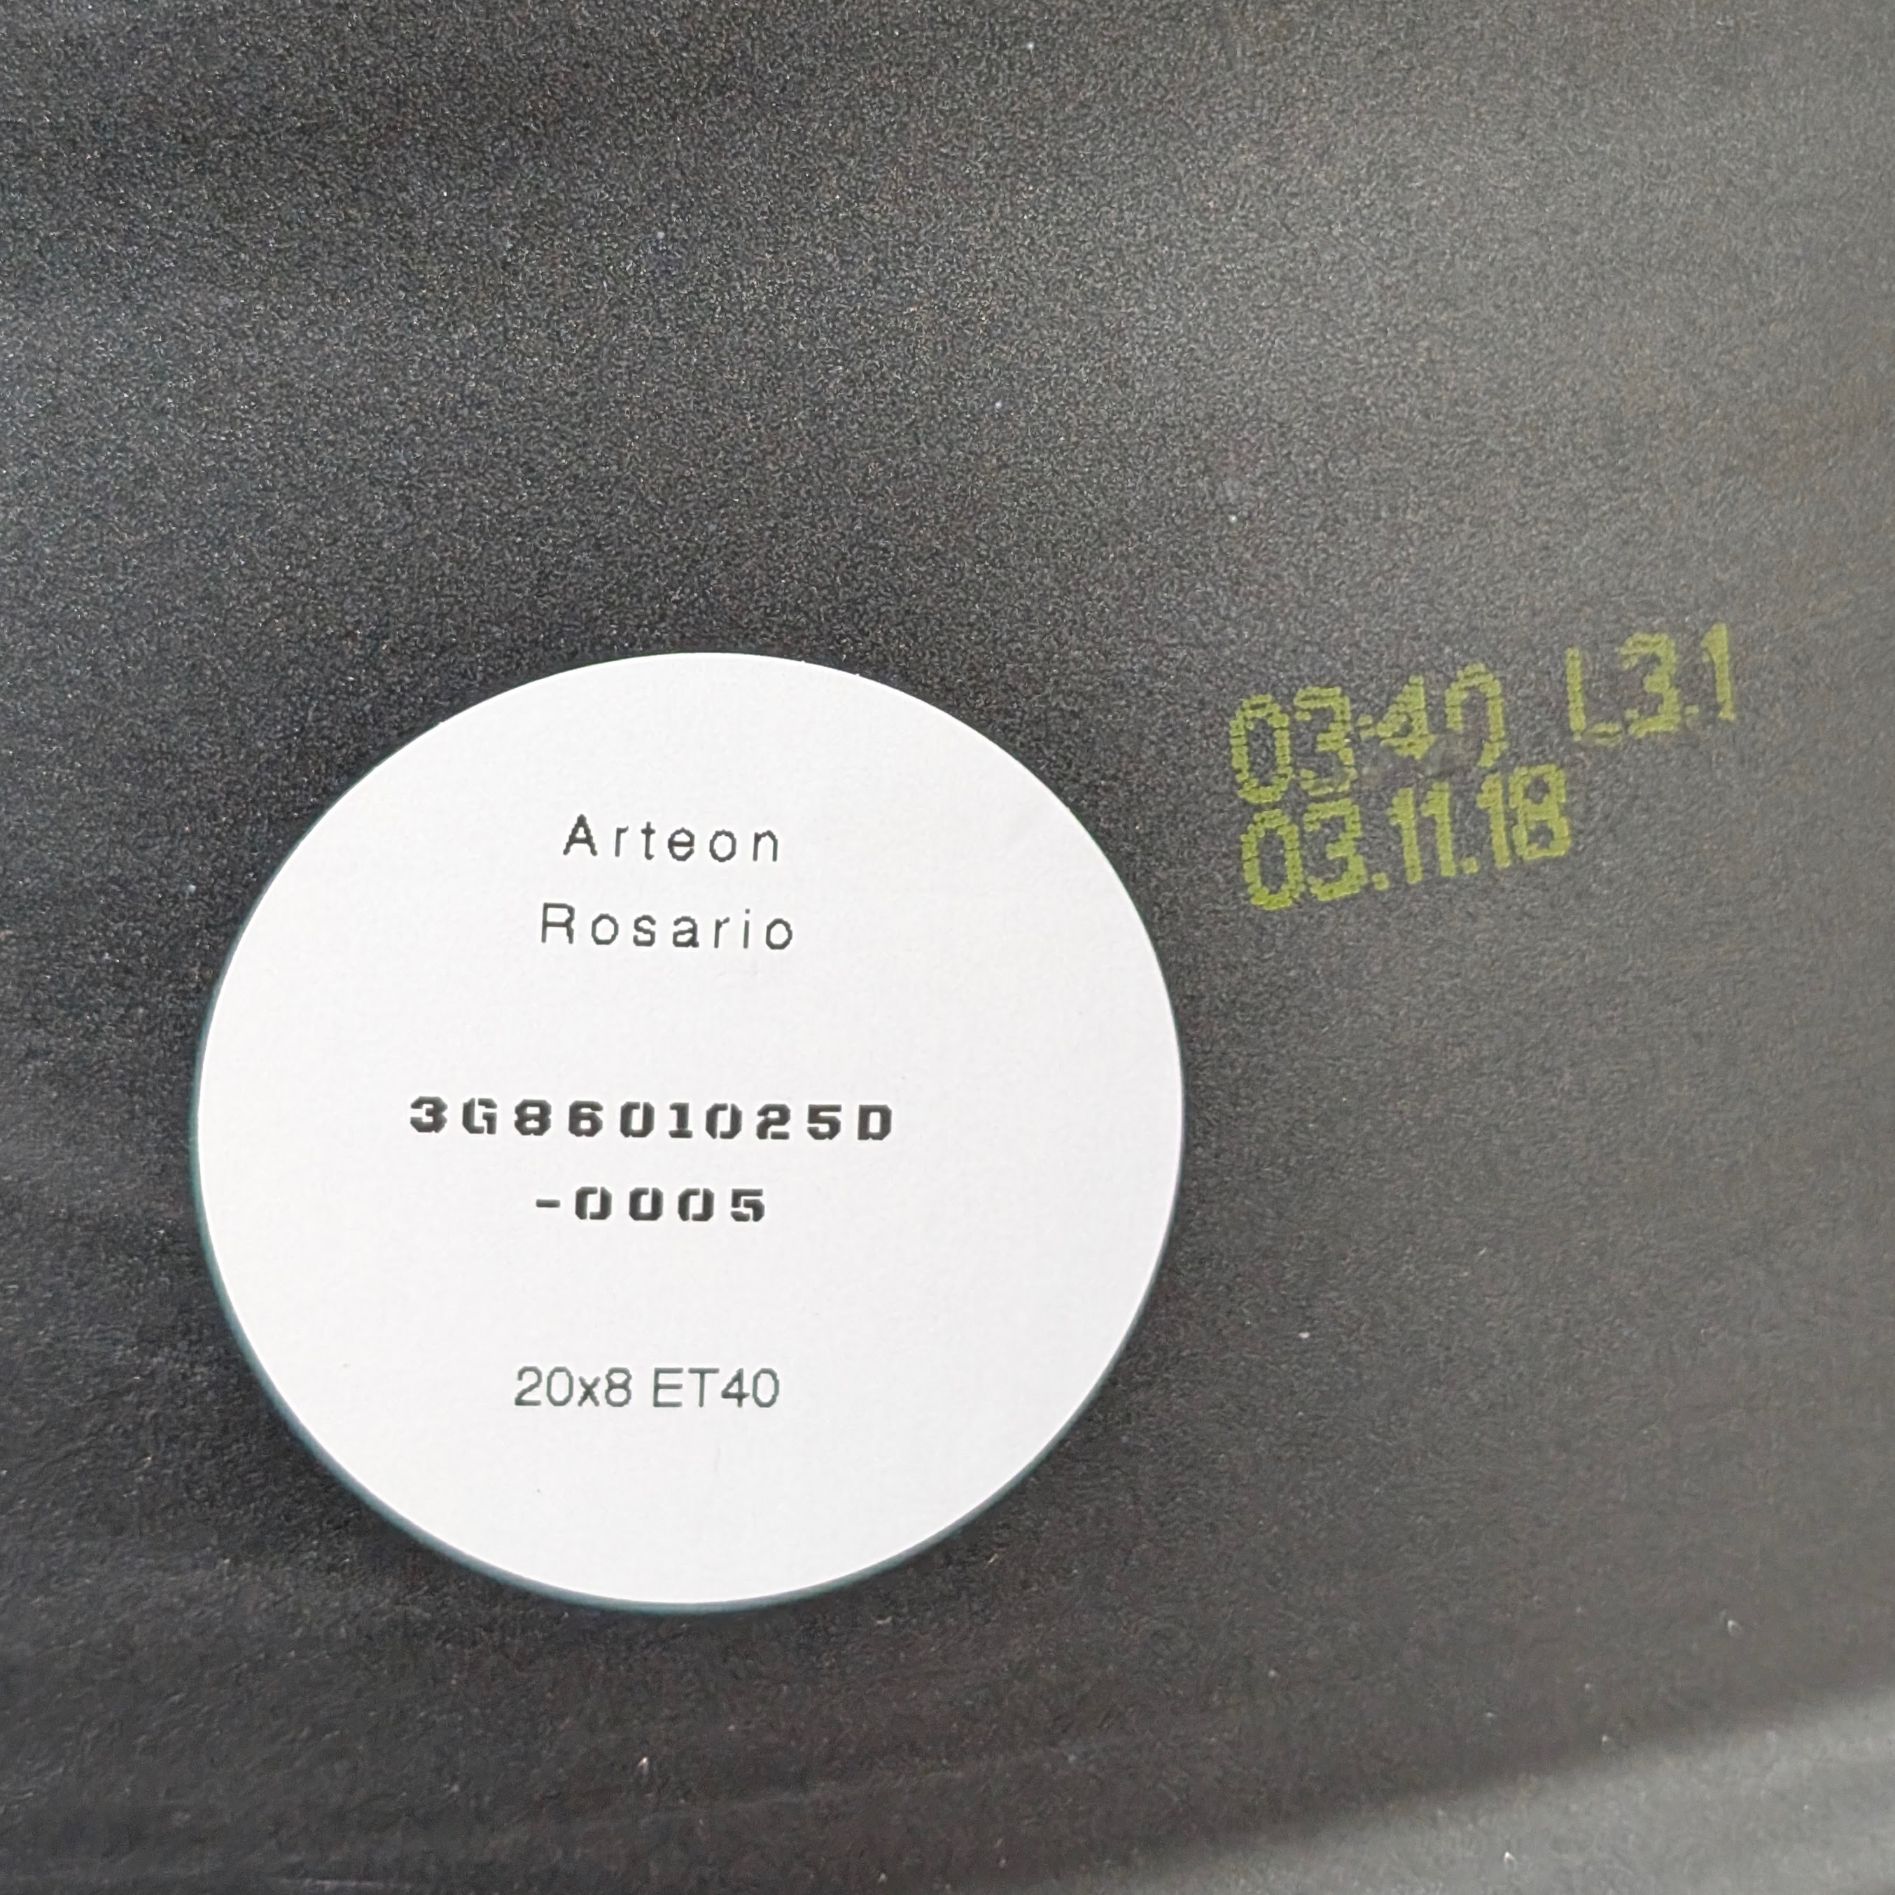 Arteon
Rosario
3G8601025D
-0005
20x8 ET40
03:40 L3.1
03.11.18